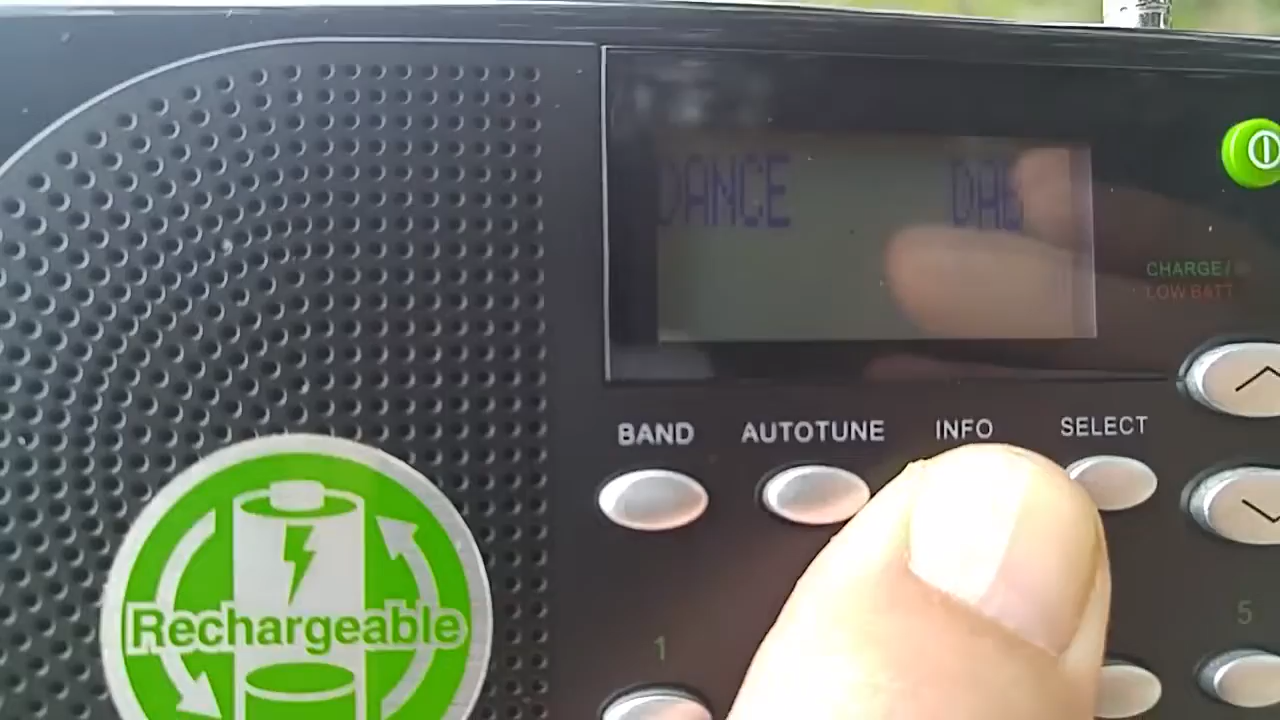 DANCE DAB
CHARGE/
LOW BATT
BAND AUTOTUNE INFO SELECT
Rechargeable
1 5